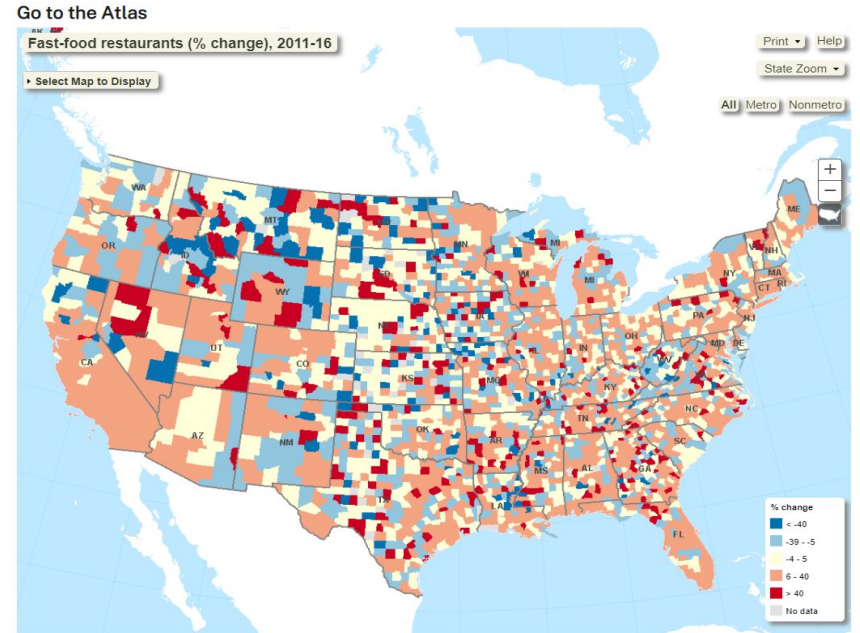 Go to the Atlas
AK
Fast-food restaurants (% change), 2011-16
Print
Help
Select Map to Display
State Zoom
All
Metro
Nonmetro
+
−
WA
MT
ME
OR
ID
MN
MI
VT
NH
SD
WI
NY
MA
WY
MI
CT
RI
IA
PA
NV
NE
NJ
UT
IL
IN
OH
MD
DE
CA
CO
WV
VA
KS
MO
KY
NC
AZ
NM
OK
TN
AR
SC
MS
AL
GA
TX
LA
FL
% change
< -40
-39 - -5
-4 - 5
6 - 40
> 40
No data